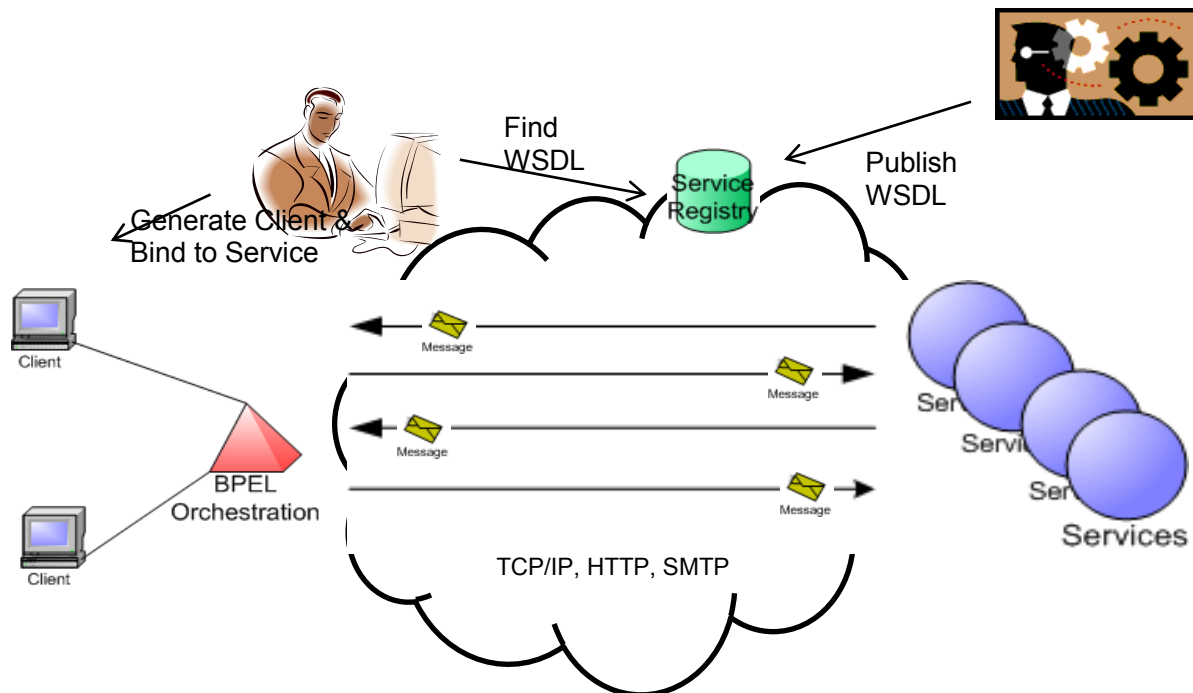 Find
WSDL
Service
Registry
Publish
WSDL
Generate Client &
Bind to Service
Client
Message
Message
Message
Message
BPEL
Orchestration
Client
TCP/IP, HTTP, SMTP
Services